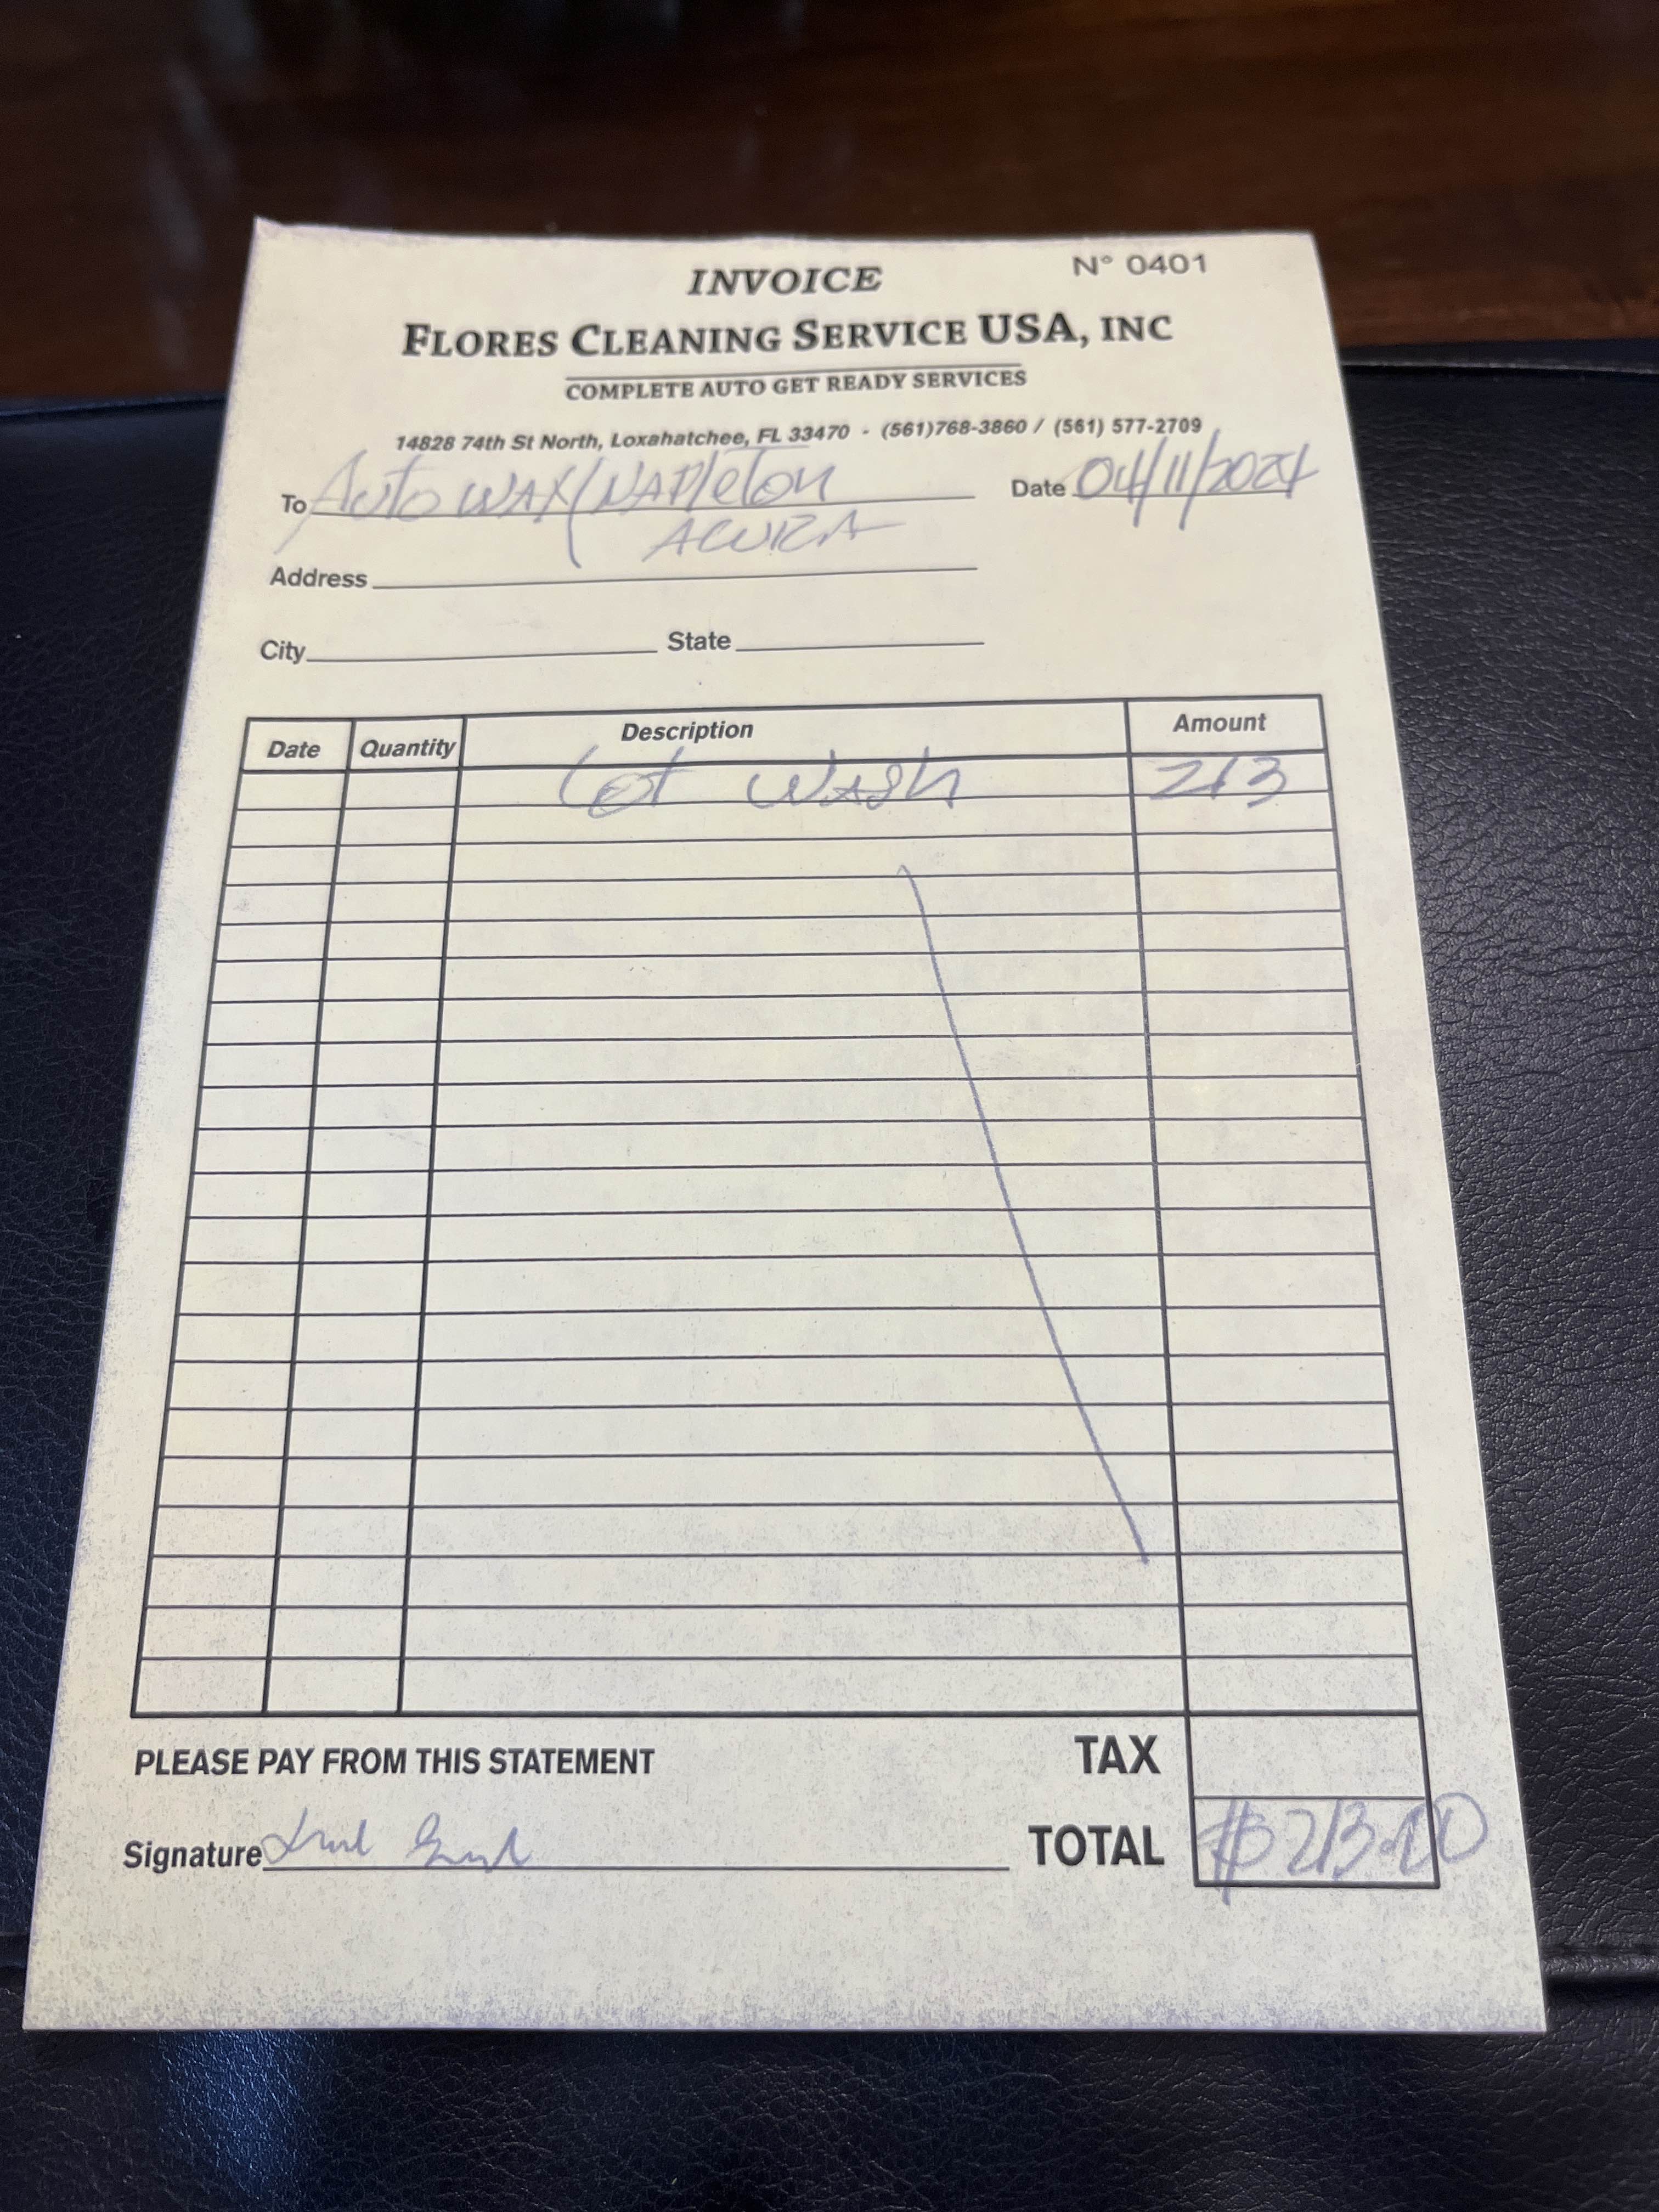 INVOICE
N° 0401
FLORES CLEANING SERVICE USA, INC
COMPLETE AUTO GET READY SERVICES
14828 74th St North, Loxahatchee, FL 33470 - (561)768-3860 / (561) 577-2709
To Auto WAX/NAPleton Date 04/11/2024
ACURA
Address
City State
Date Quantity Description Amount
Lot WAsh 213
PLEASE PAY FROM THIS STATEMENT TAX
Signature TOTAL $213.00